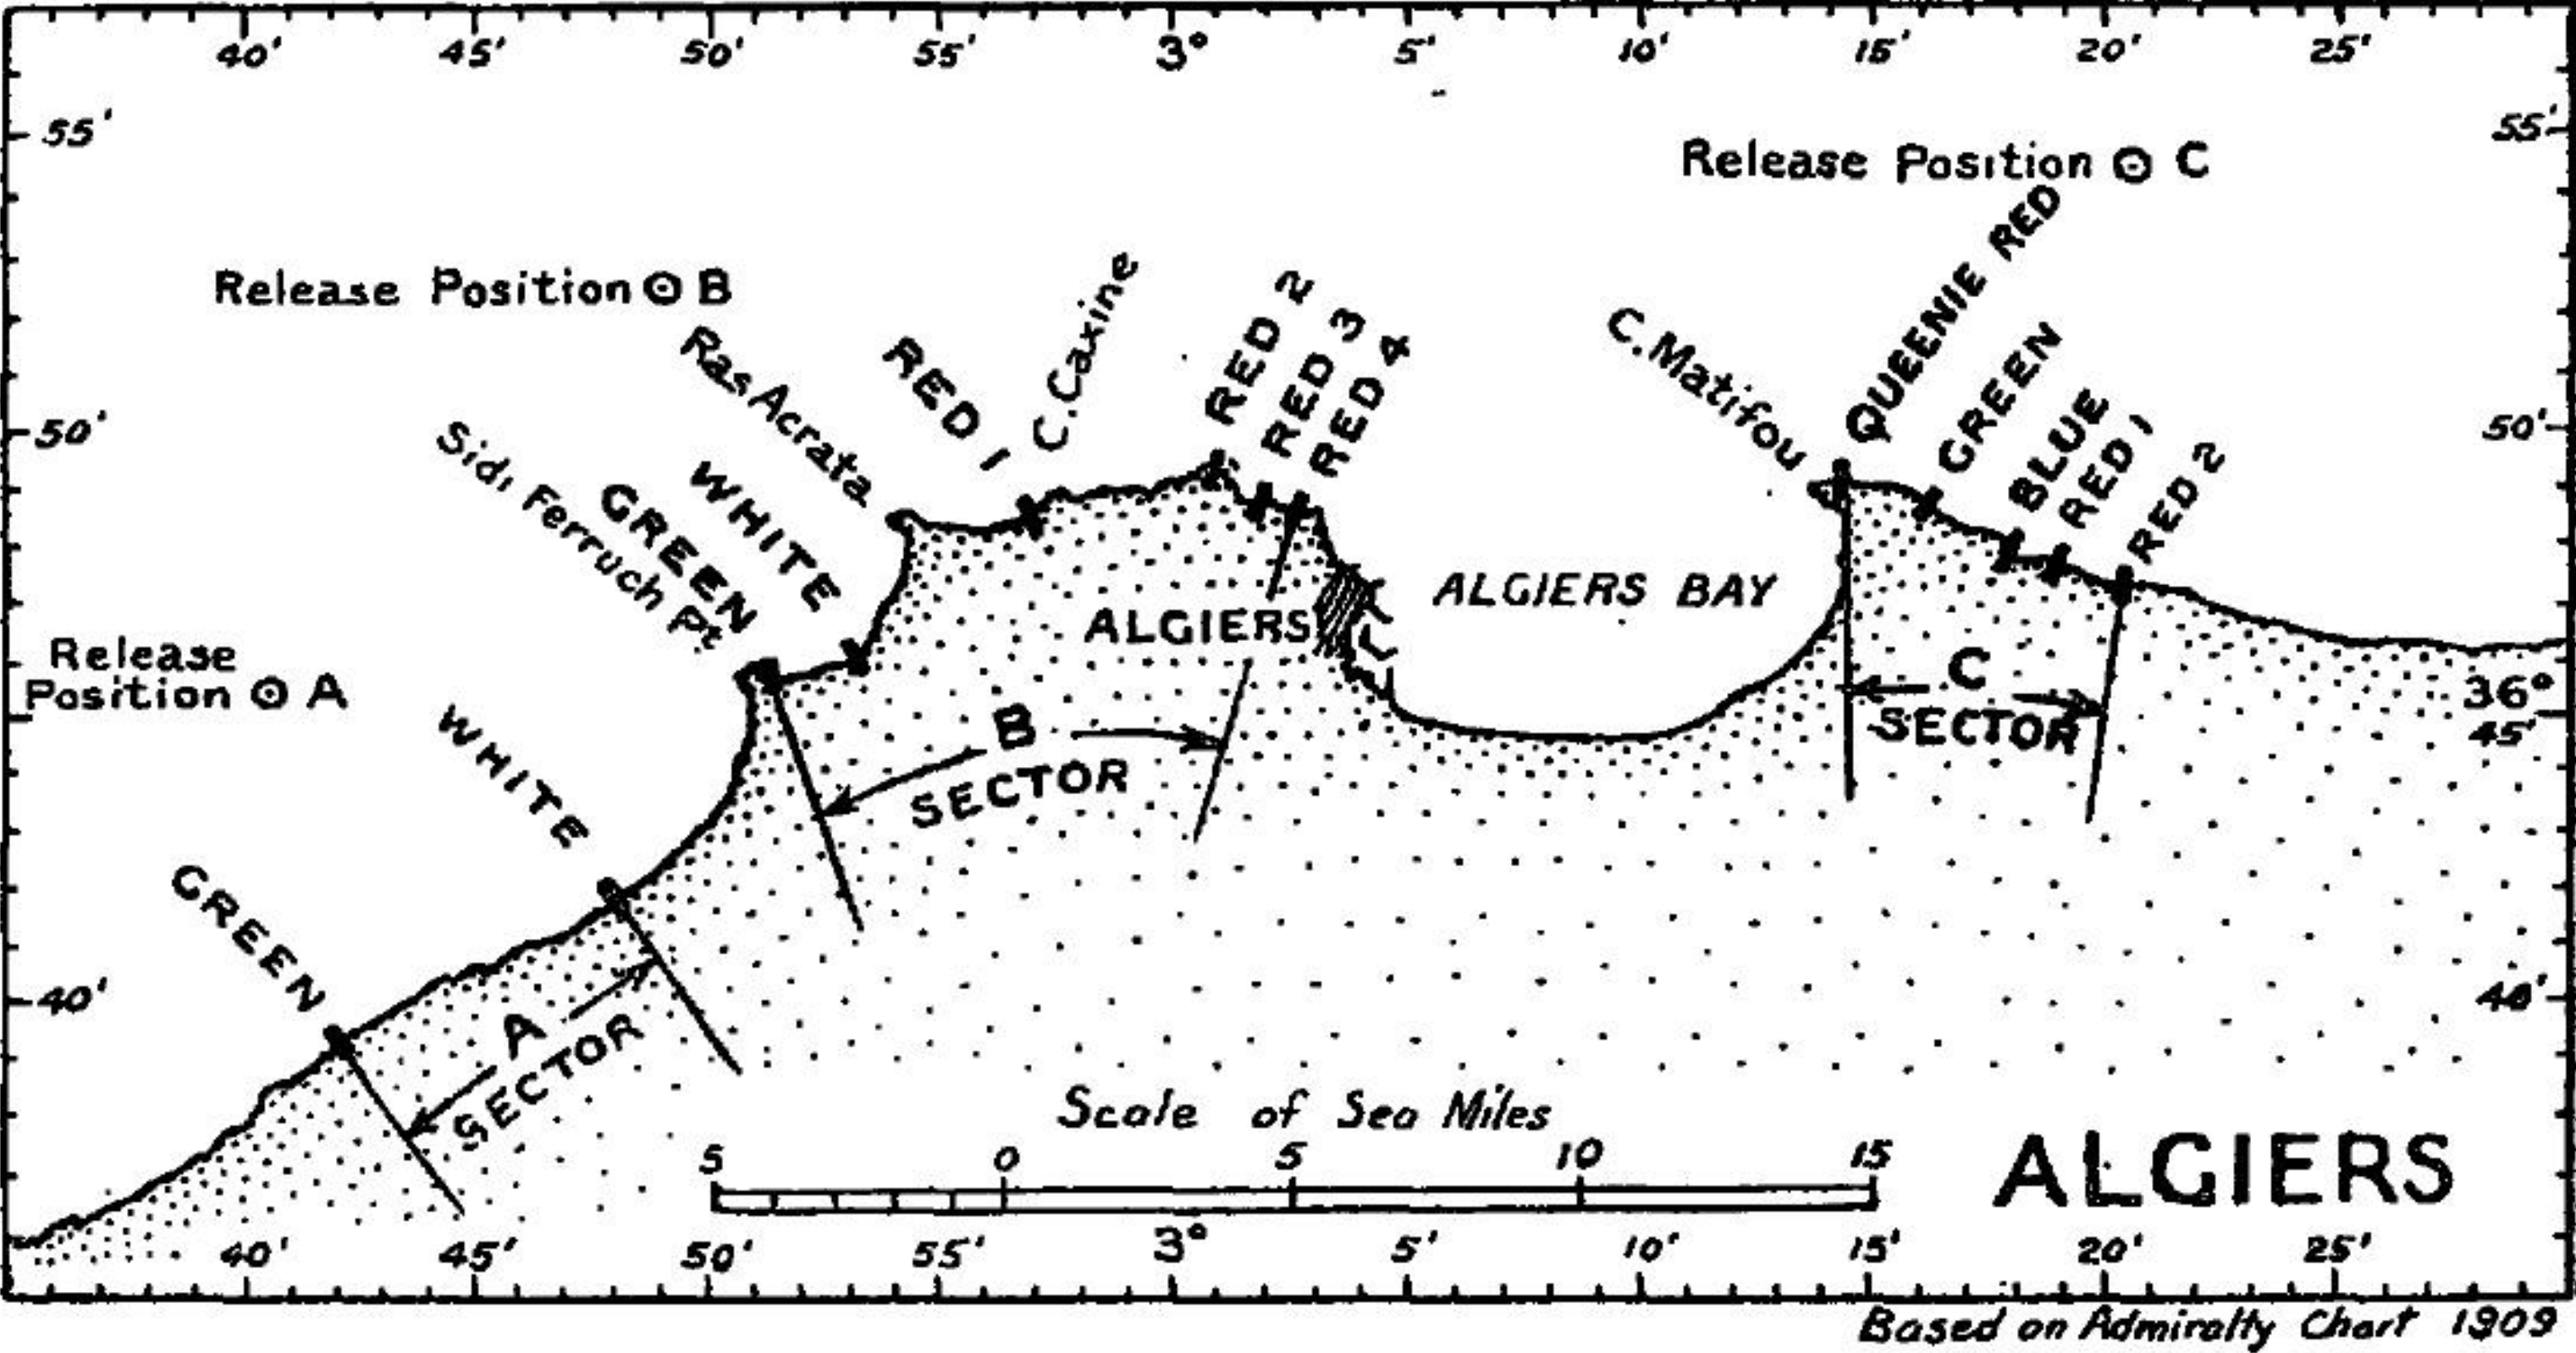 40' 45' 50' 55' 3° 5' 10' 15' 20' 25'
55' 55'
Release Position C
Release Position B
C. Caxine
RED 2
RED 3
RED 4
QUEENIE RED
C. Matifou
GREEN
BLUE
RED 1
RED 2
Ras Acrata
RED 1
50' 50'
Sidi Ferruch Pt
GREEN
WHITE
ALGIERS BAY
ALGIERS
Release
Position A
C
SECTOR
36°
45'
B
SECTOR
WHITE
GREEN
40' 40'
A
SECTOR
Scale of Sea Miles
5 0 5 10 15
ALGIERS
40' 45' 50' 55' 3° 5' 10' 15' 20' 25'
Based on Admiralty Chart 1909